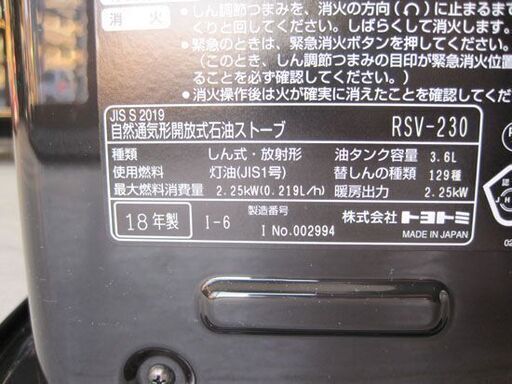 消火
●しん調節つまみを、消火の方向(∩)に止まるまで
くりと回してください。しばらくして消火
●緊急のときは、緊急消火ボタンを押してください。
(このとき、しん調節つまみの目印が緊急消火位置
ることを必ず確認してください。
●消火操作後は火が確実に消えたことを確認
JIS S 2019
自然通気形開放式石油ストーブ RSV-230
種類 しん式・放射形 油タンク容量 3.6L
使用燃料 灯油(JIS1号) 替しんの種類 129種
最大燃料消費量 2.25kW(0.219L/h) 暖房出力 2.25kW
18年製 I-6 製造番号 I No.002994
株式会社トヨトミ
MADE IN JAPAN